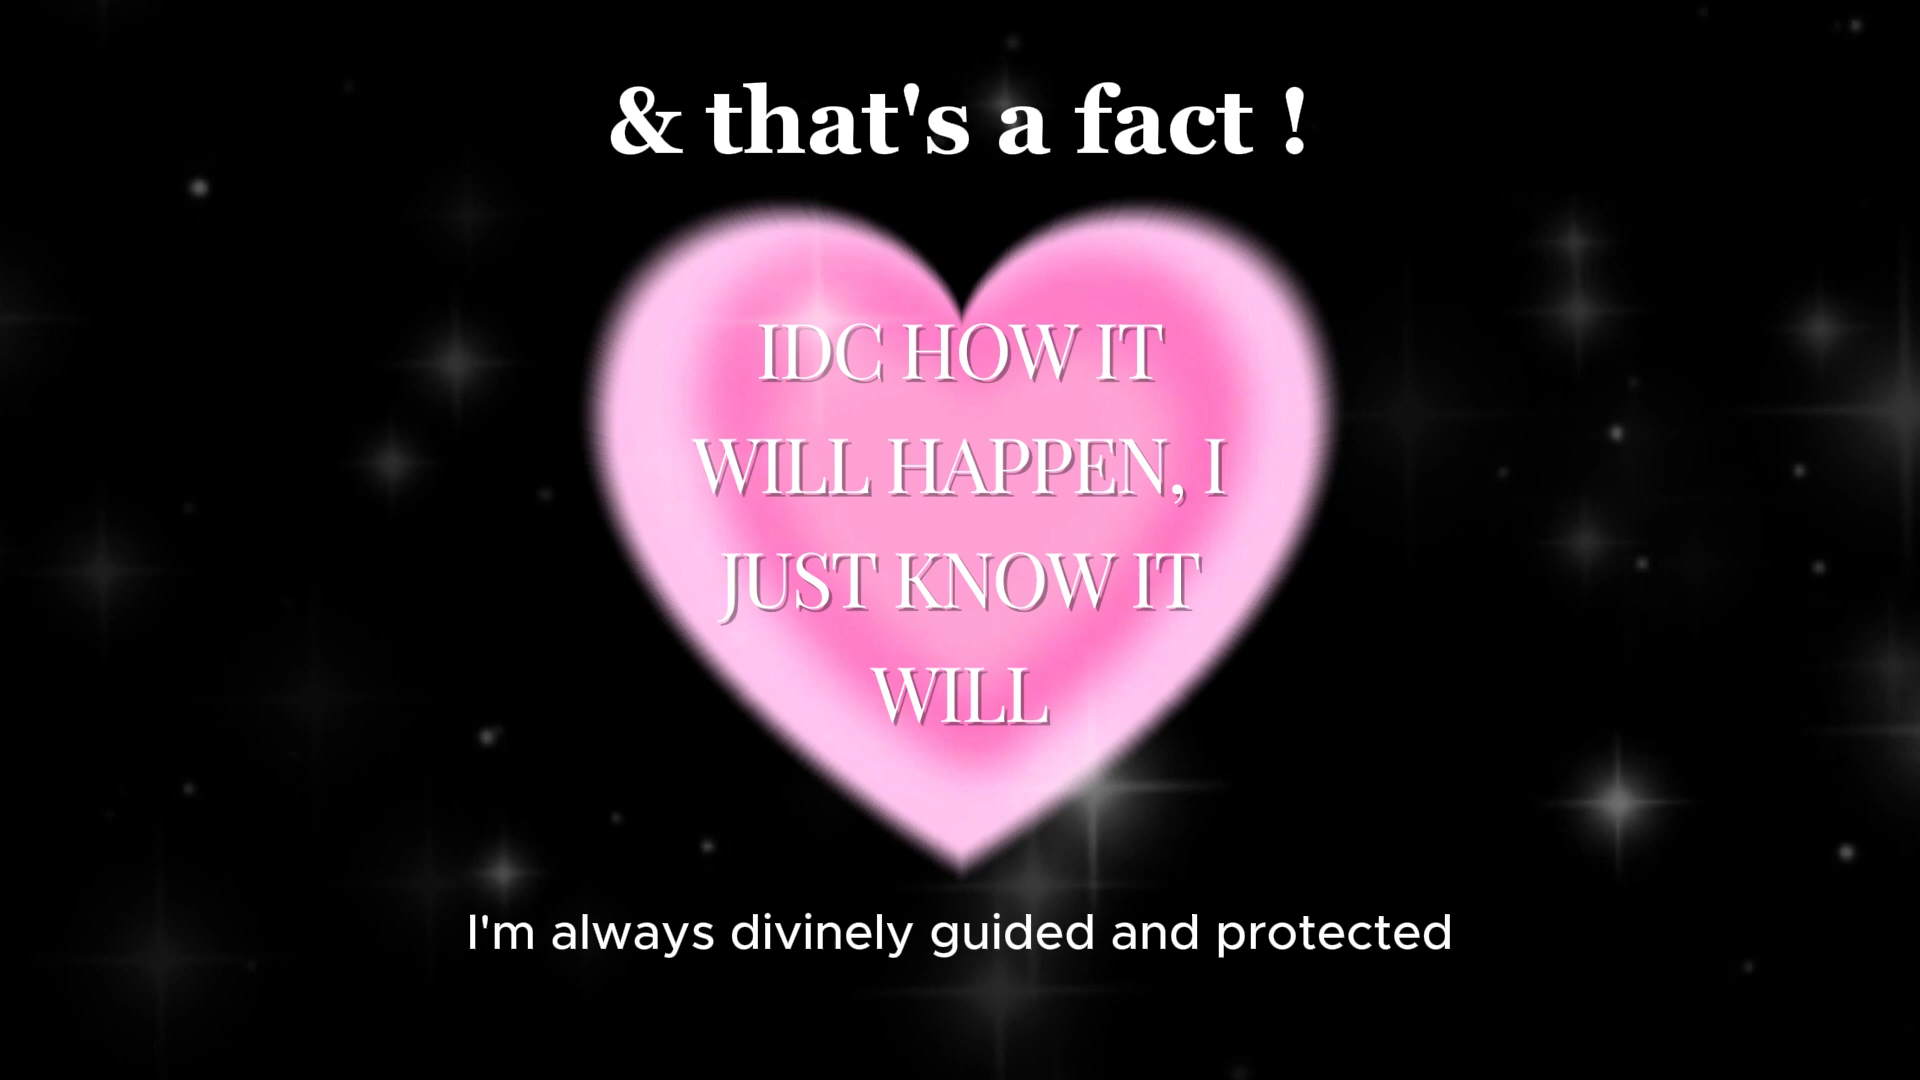 & that's a fact !
IDC HOW IT
WILL HAPPEN, I
JUST KNOW IT
WILL
I'm always divinely guided and protected